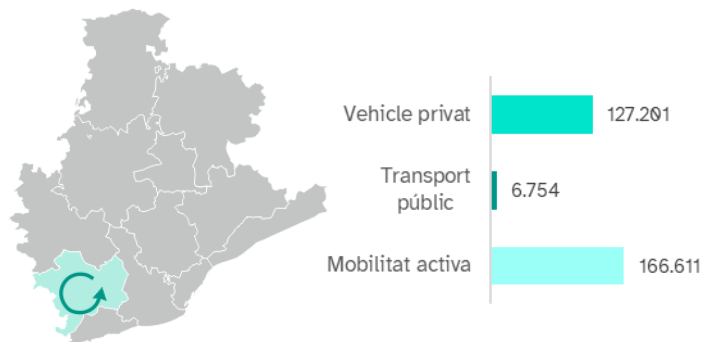 Vehicle privat
127.201
Transport
públic
6.754
Mobilitat activa
166.611